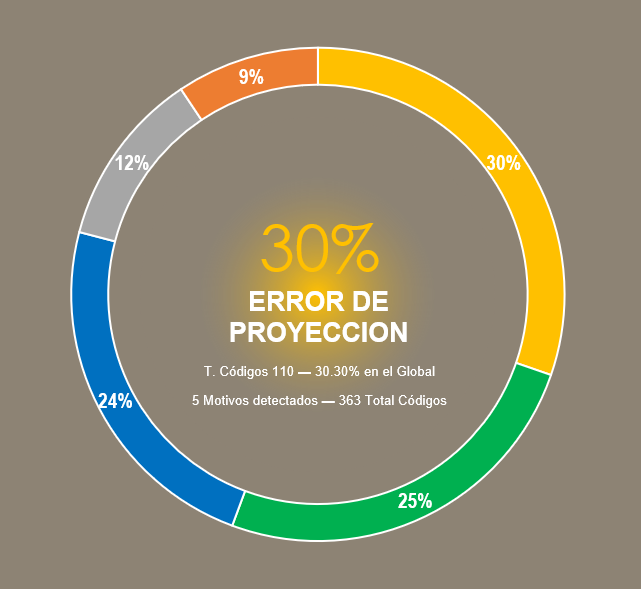 9%
30%
12%
30%
ERROR DE
PROYECCION
T. Códigos 110 — 30.30% en el Global
5 Motivos detectados — 363 Total Códigos
24%
25%